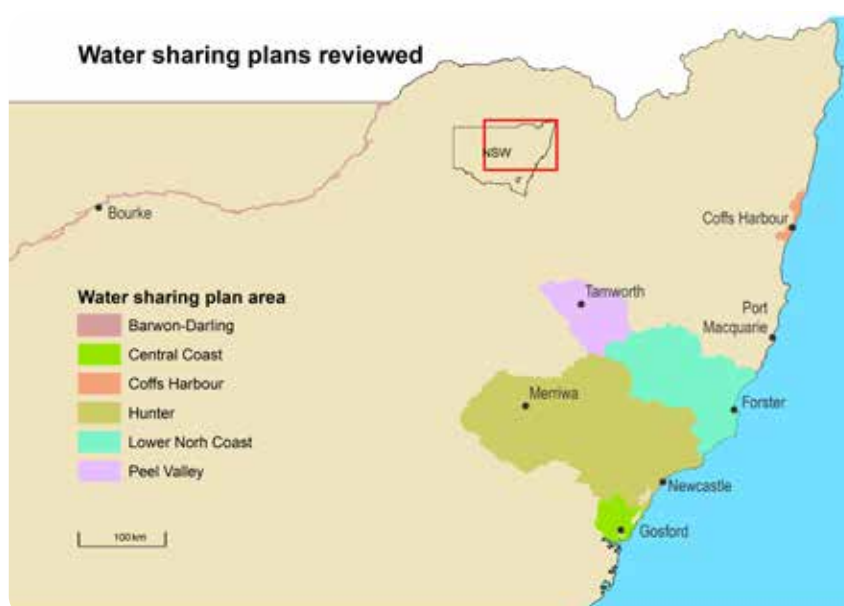 Water sharing plans reviewed
NSW
Bourke
Coffs Harbour
Tamworth
Port
Macquarie
Merriwa
Forster
Newcastle
Gosford
Water sharing plan area
Barwon-Darling
Central Coast
Coffs Harbour
Hunter
Lower Norh Coast
Peel Valley
100 km